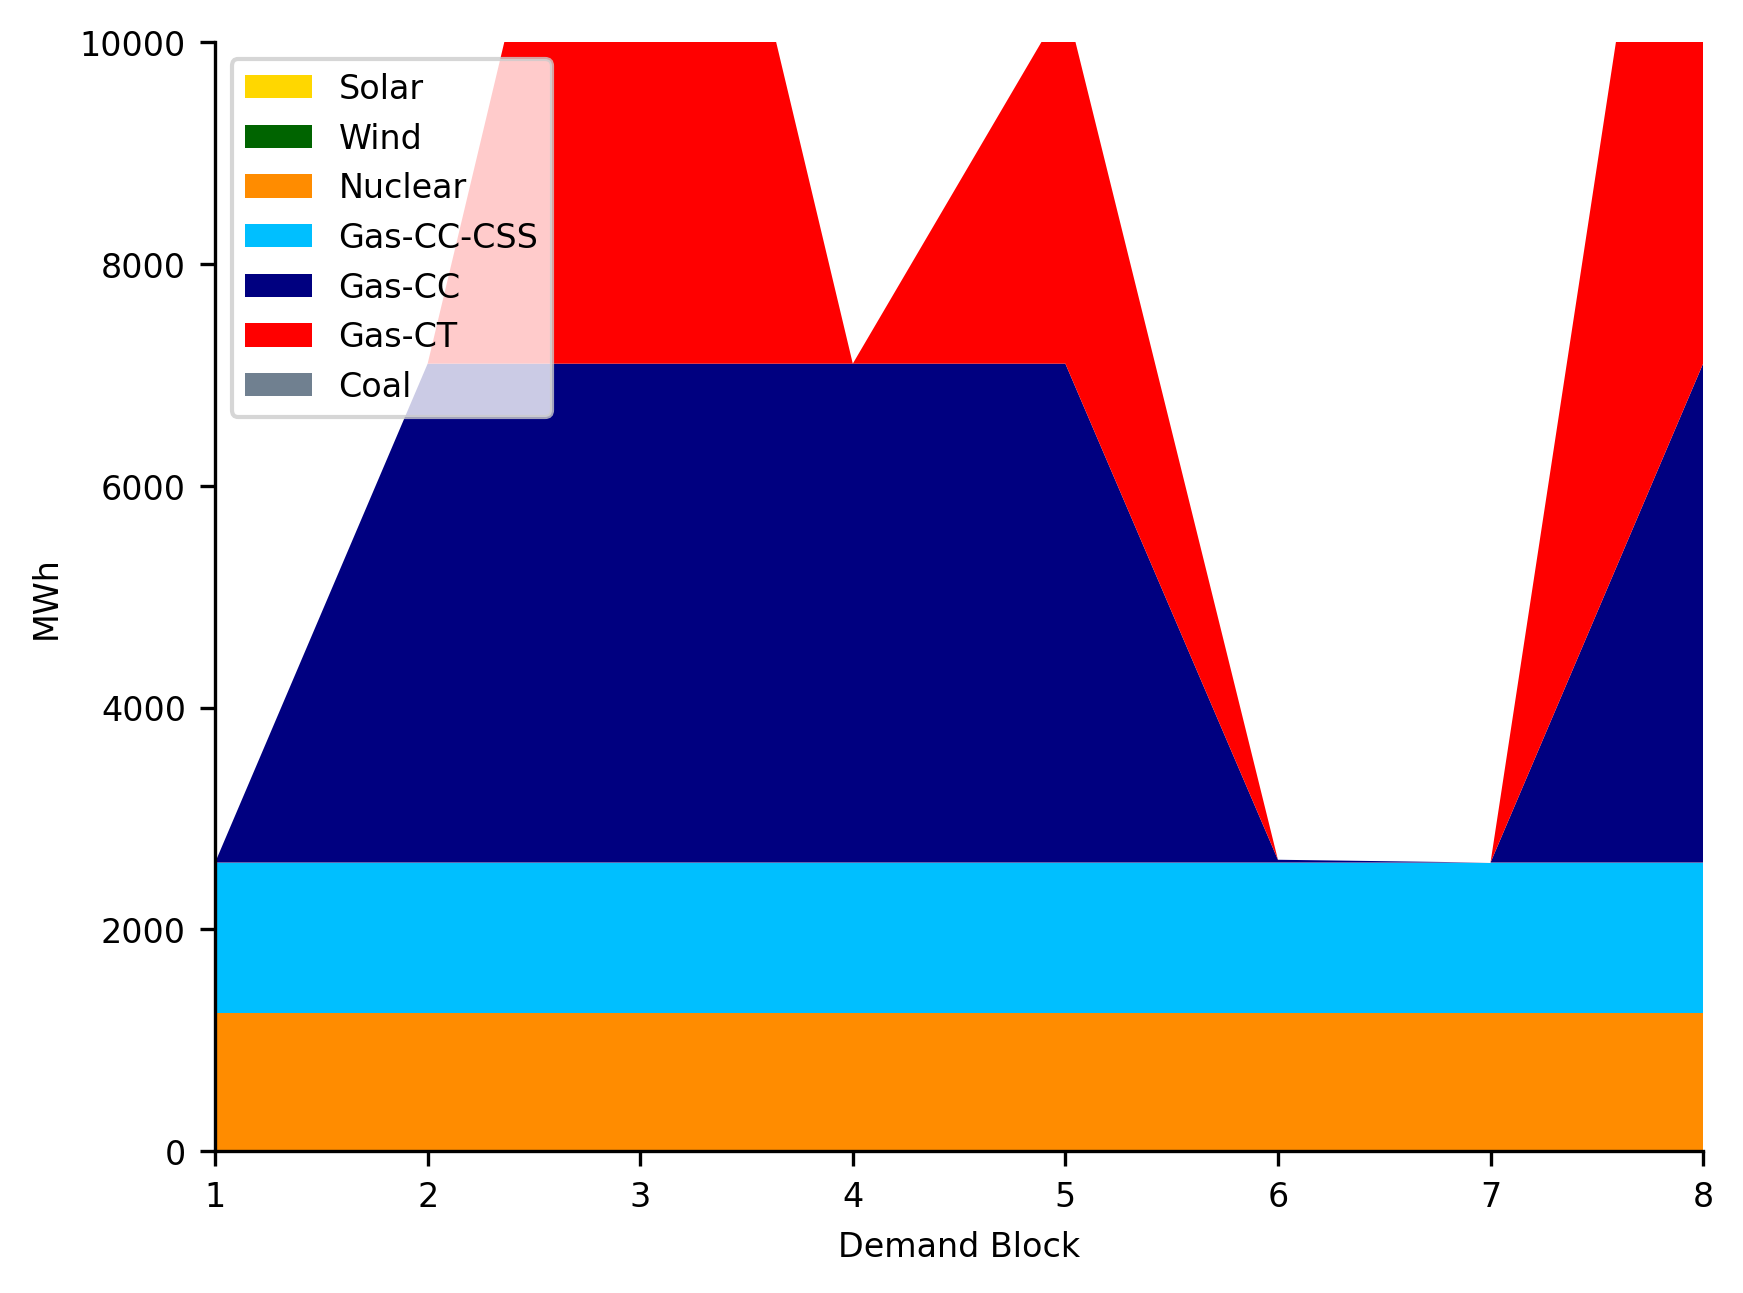 10000
8000
6000
4000
2000
0
MWh
Solar
Wind
Nuclear
Gas-CC-CSS
Gas-CC
Gas-CT
Coal
1 2 3 4 5 6 7 8
Demand Block